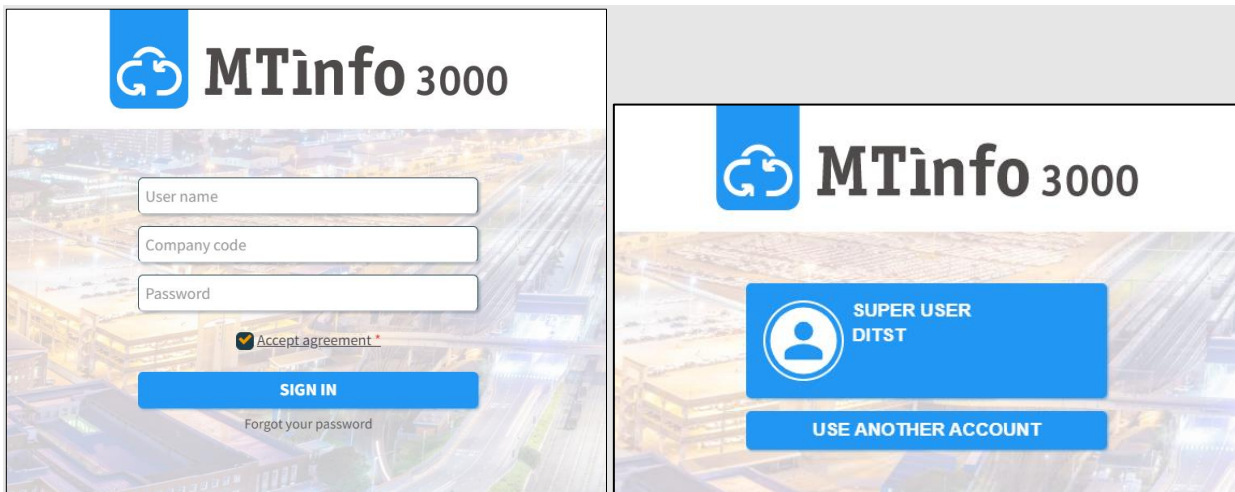 MTinfo 3000
User name
Company code
Password
Accept agreement *
SIGN IN
Forgot your password
MTinfo 3000
SUPER USER
DITST
USE ANOTHER ACCOUNT